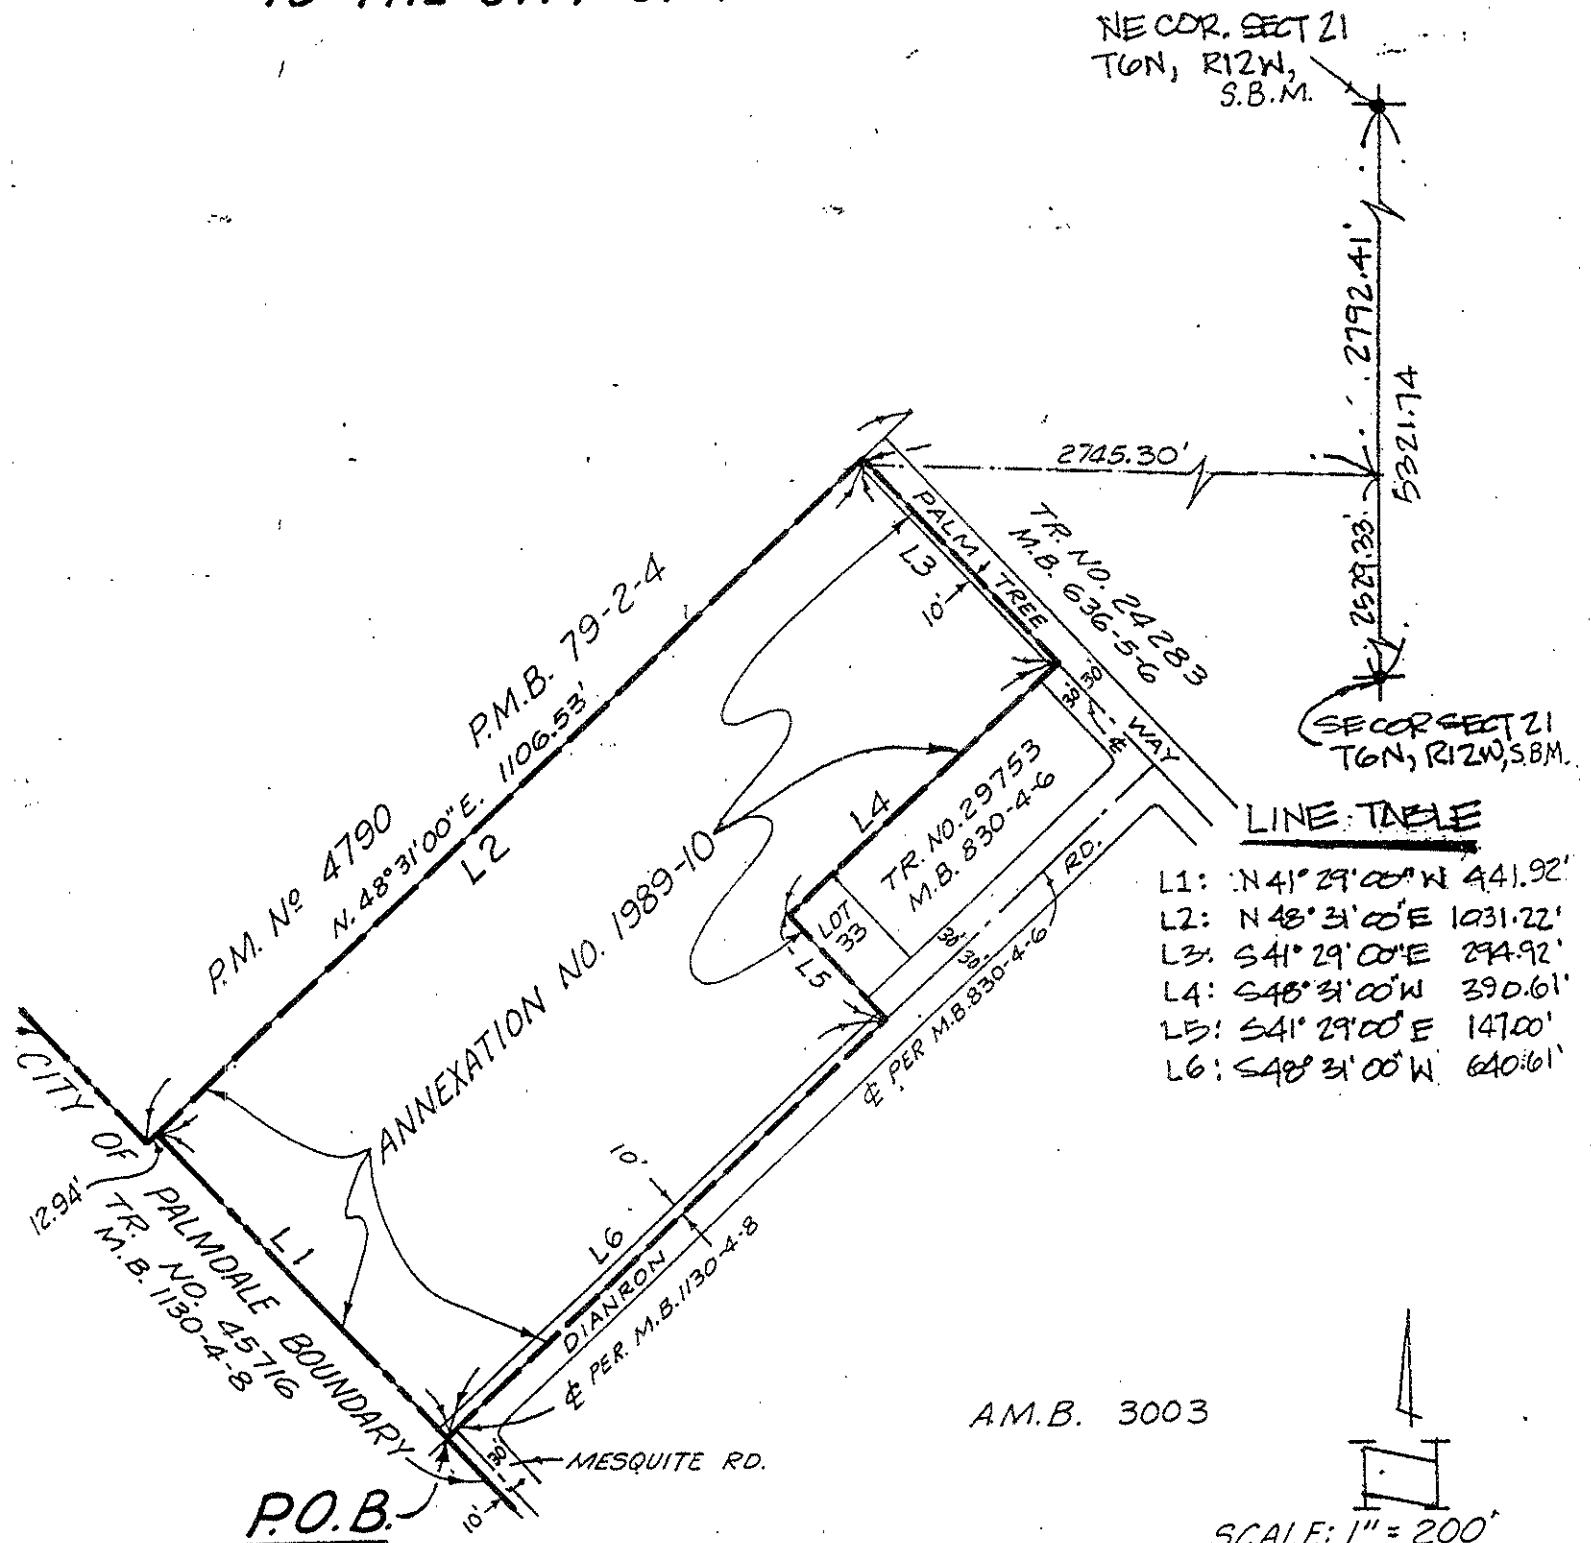 NE COR. SECT 21
T6N, R12W,
S.B.M.
2792.41'
5321.74
2745.30'
2529.33'
PALM TREE WAY
TR. NO. 24283
M.B. 636-5-6
L3
10'
30' 30'
℄
SE COR SECT 21
T6N, R12W, S.B.M.
P.M.B. 79-2-4
P.M. Nº 4790
N. 48°31'00"E. 1106.53'
L2
ANNEXATION NO. 1989-10
L4
TR. NO. 29753
M.B. 830-4-6
LOT
33
L5
30'
30'
RD.
℄ PER M.B. 830-4-6
LINE TABLE
L1: N 41° 29' 00" W 441.92'
L2: N 48° 31' 00" E 1031.22'
L3: S 41° 29' 00" E 294.92'
L4: S 48° 31' 00" W 390.61'
L5: S 41° 29' 00" E 147.00'
L6: S 48° 31' 00" W 640.61'
CITY OF PALMDALE BOUNDARY
12.94'
TR. NO. 45716
M.B. 1130-4-8
L1
10'
L6
DIANRON
℄ PER. M.B. 1130-4-8
30'
MESQUITE RD.
10'
P.O.B.
A.M.B. 3003
SCALE: 1" = 200'